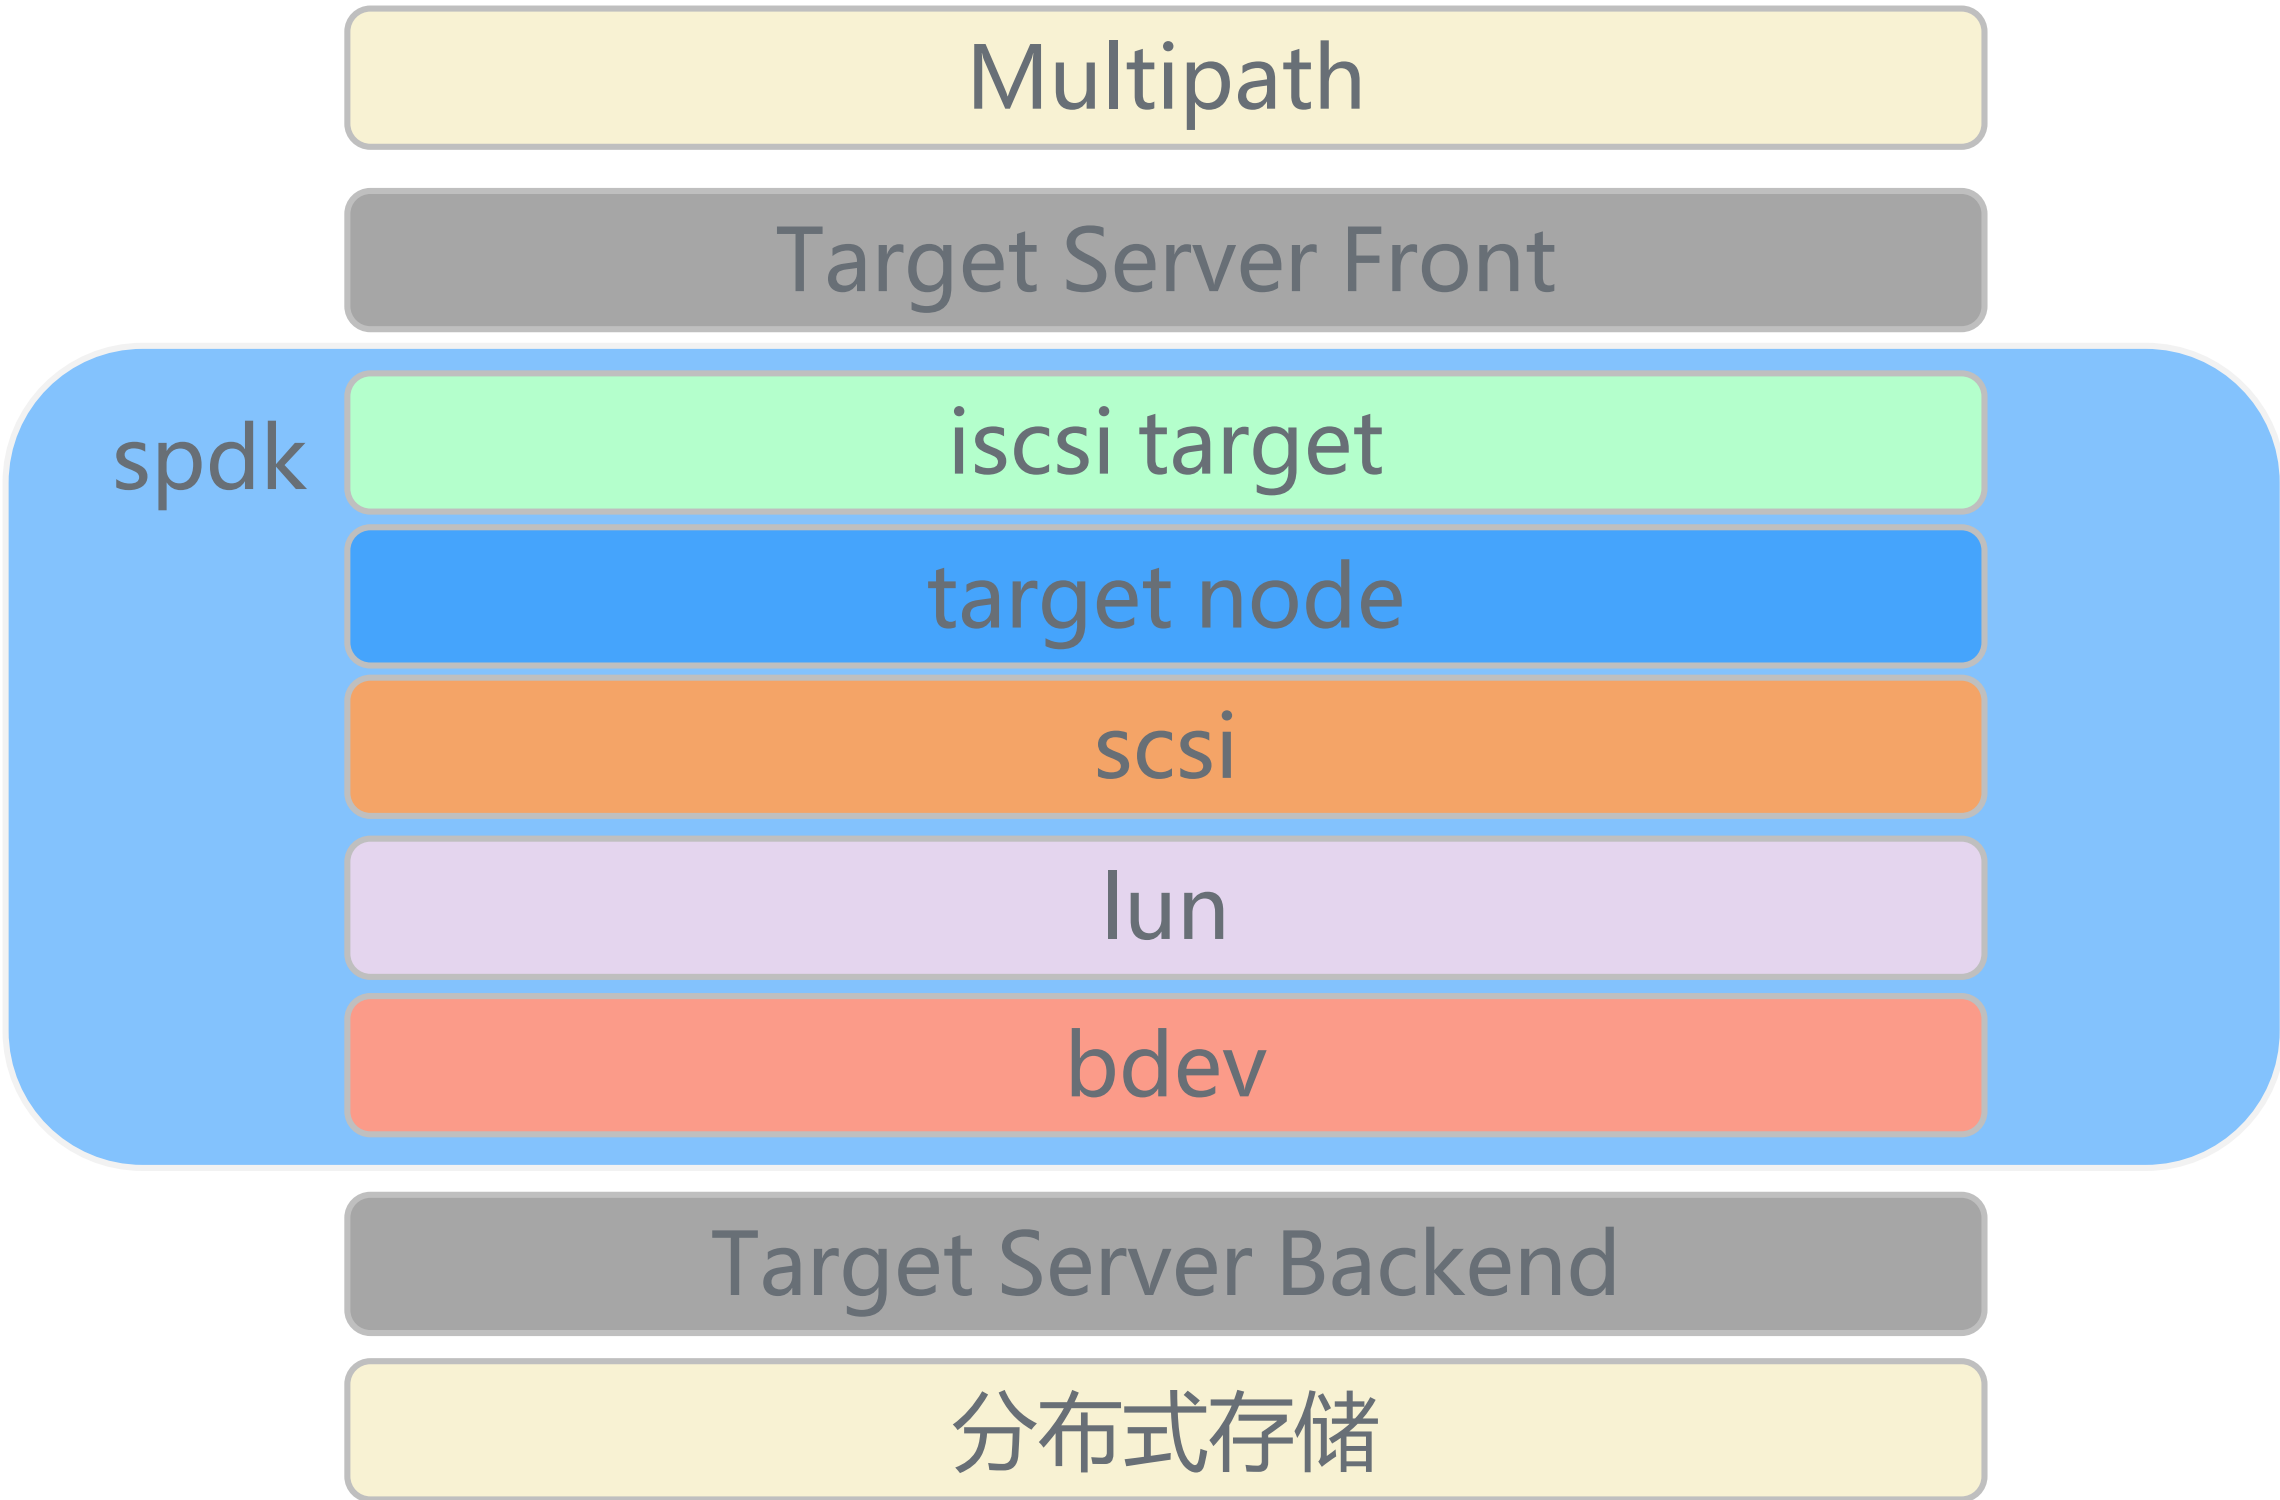 Multipath
Target Server Front
spdk
iscsi target
target node
scsi
lun
bdev
Target Server Backend
分布式存储